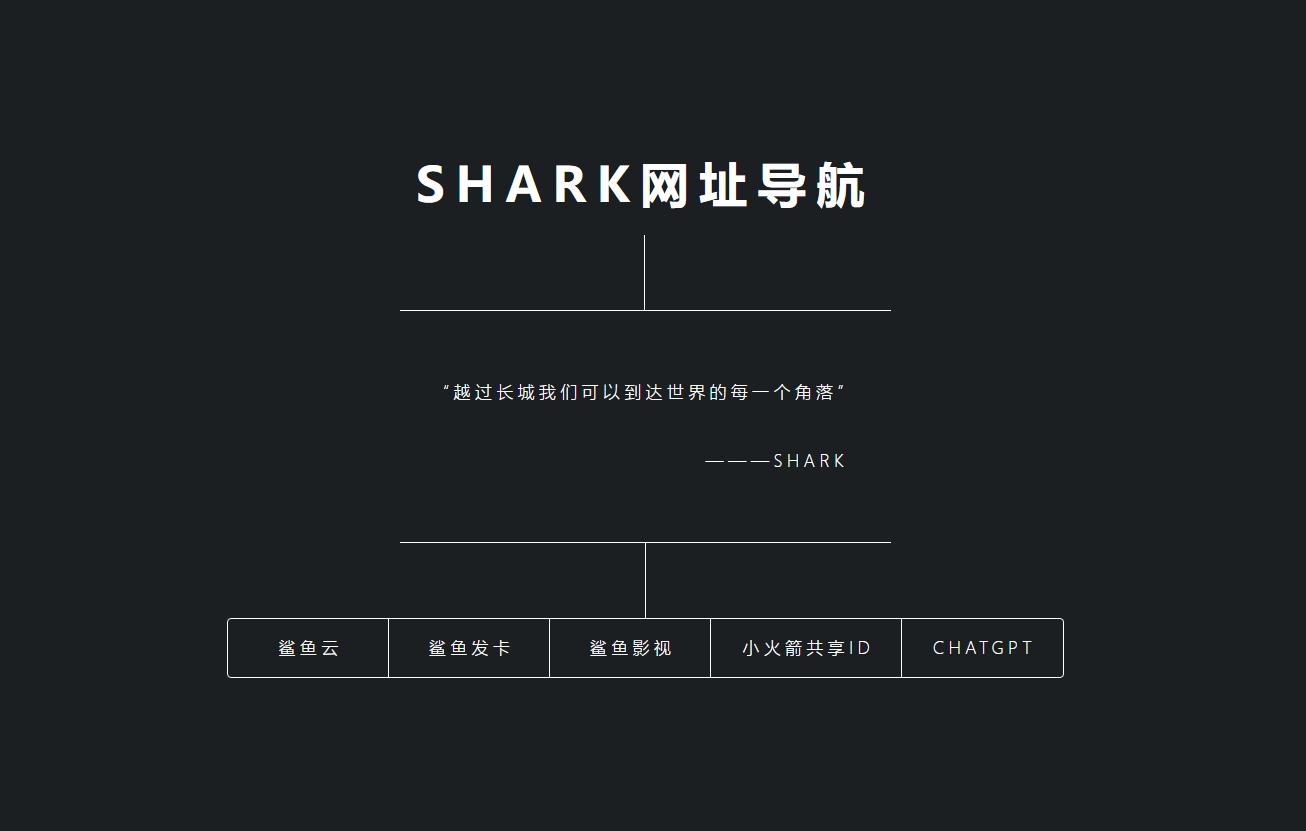 SHARK网址导航
“越过长城我们可以到达世界的每一个角落”
———SHARK
鲨鱼云
鲨鱼发卡
鲨鱼影视
小火箭共享ID
CHATGPT